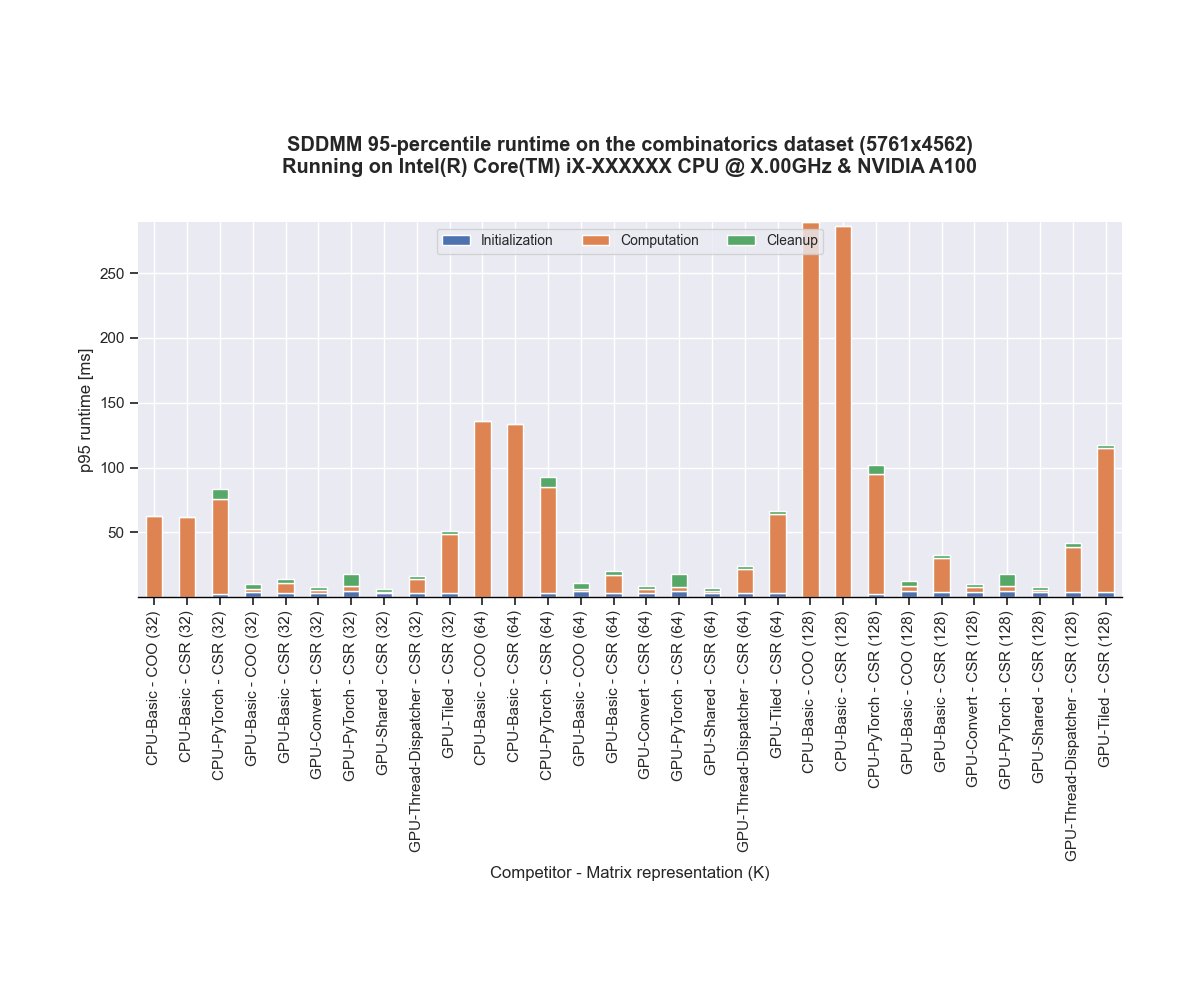 SDDMM 95-percentile runtime on the combinatorics dataset (5761x4562)
Running on Intel(R) Core(TM) iX-XXXXXX CPU @ X.00GHz & NVIDIA A100
Initialization
Computation
Cleanup
p95 runtime [ms]
250
200
150
100
50
CPU-Basic - COO (32)
CPU-Basic - CSR (32)
CPU-PyTorch - CSR (32)
GPU-Basic - COO (32)
GPU-Basic - CSR (32)
GPU-Convert - CSR (32)
GPU-PyTorch - CSR (32)
GPU-Shared - CSR (32)
GPU-Thread-Dispatcher - CSR (32)
GPU-Tiled - CSR (32)
CPU-Basic - COO (64)
CPU-Basic - CSR (64)
CPU-PyTorch - CSR (64)
GPU-Basic - COO (64)
GPU-Basic - CSR (64)
GPU-Convert - CSR (64)
GPU-PyTorch - CSR (64)
GPU-Shared - CSR (64)
GPU-Thread-Dispatcher - CSR (64)
GPU-Tiled - CSR (64)
CPU-Basic - COO (128)
CPU-Basic - CSR (128)
CPU-PyTorch - CSR (128)
GPU-Basic - COO (128)
GPU-Basic - CSR (128)
GPU-Convert - CSR (128)
GPU-PyTorch - CSR (128)
GPU-Shared - CSR (128)
GPU-Thread-Dispatcher - CSR (128)
GPU-Tiled - CSR (128)
Competitor - Matrix representation (K)